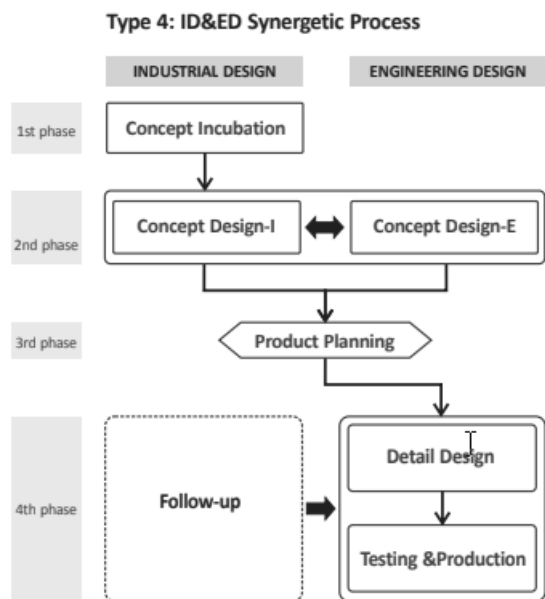 Type 4: ID&ED Synergetic Process
INDUSTRIAL DESIGN
ENGINEERING DESIGN
1st phase
Concept Incubation
2nd phase
Concept Design-I
Concept Design-E
3rd phase
Product Planning
4th phase
Follow-up
Detail Design
Testing &Production